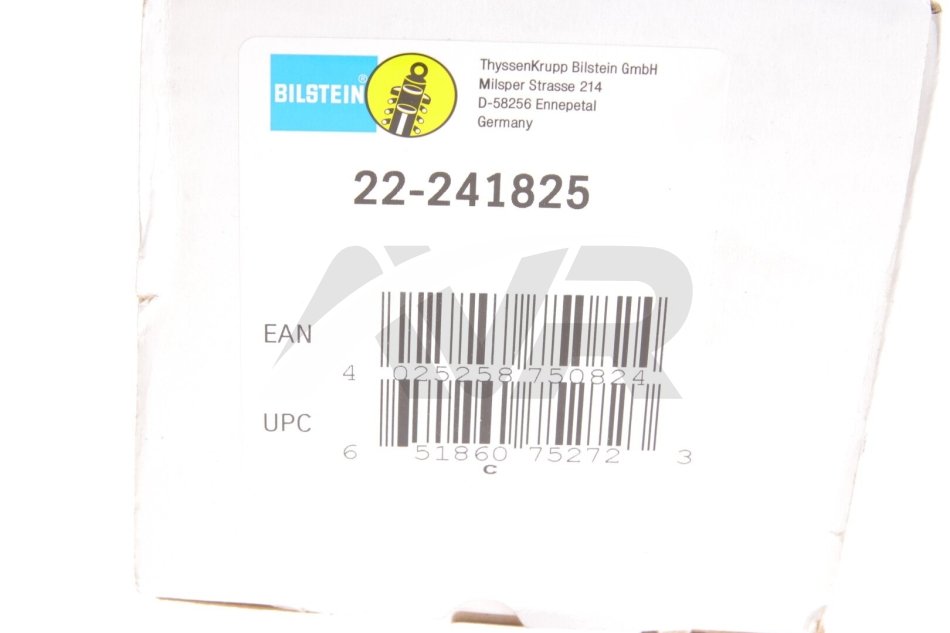 BILSTEIN®
ThyssenKrupp Bilstein GmbH
Milsper Strasse 214
D-58256 Ennepetal
Germany
22-241825
AVR
EAN
4 025258 750824
UPC
6 51860 75272 3
C